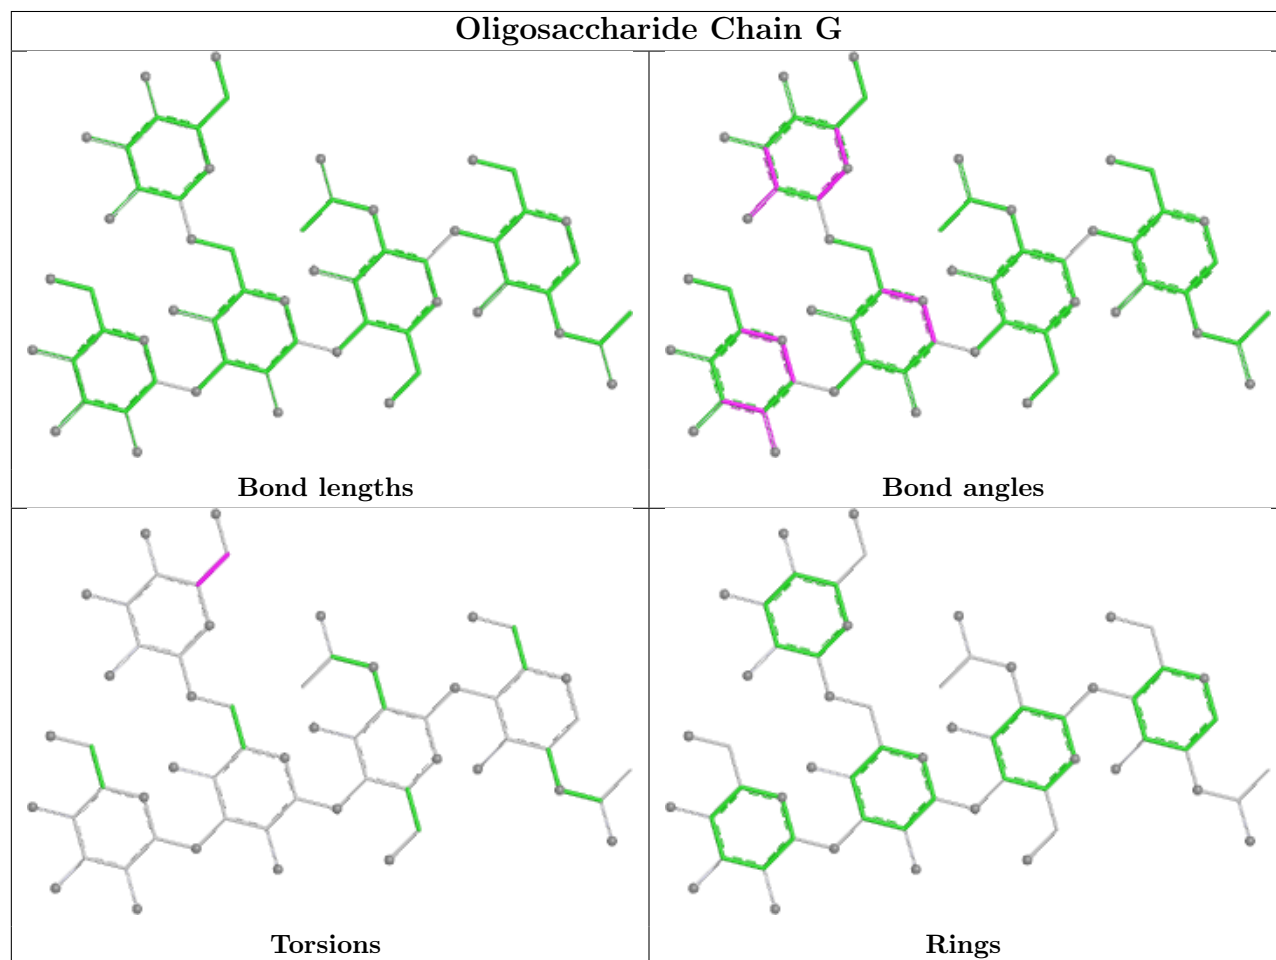 Oligosaccharide Chain G
Bond lengths
Bond angles
Torsions
Rings